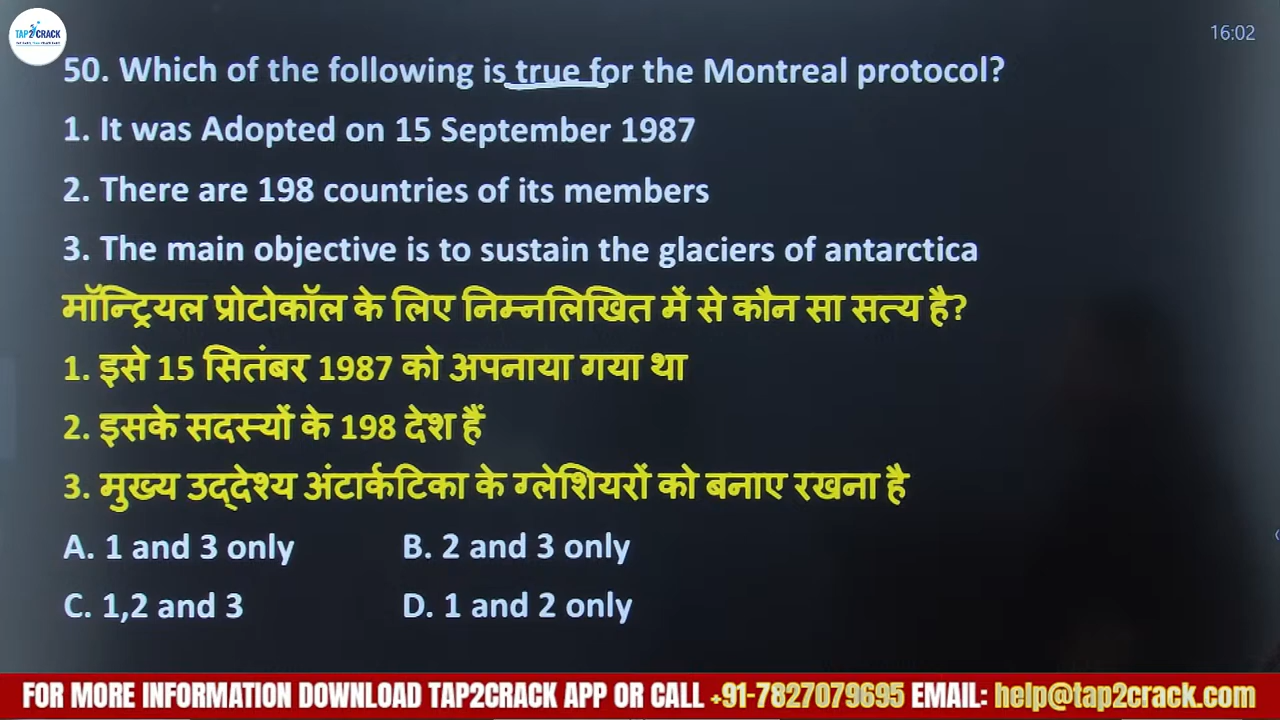 TAP2CRACK
16:02
50. Which of the following is true for the Montreal protocol?
1. It was Adopted on 15 September 1987
2. There are 198 countries of its members
3. The main objective is to sustain the glaciers of antarctica
मॉन्ट्रियल प्रोटोकॉल के लिए निम्नलिखित में से कौन सा सत्य है?
1. इसे 15 सितंबर 1987 को अपनाया गया था
2. इसके सदस्यों के 198 देश हैं
3. मुख्य उद्देश्य अंटार्कटिका के ग्लेशियरों को बनाए रखना है
A. 1 and 3 only B. 2 and 3 only
C. 1,2 and 3 D. 1 and 2 only
FOR MORE INFORMATION DOWNLOAD TAP2CRACK APP OR CALL +91-7827079695 EMAIL: help@tap2crack.com